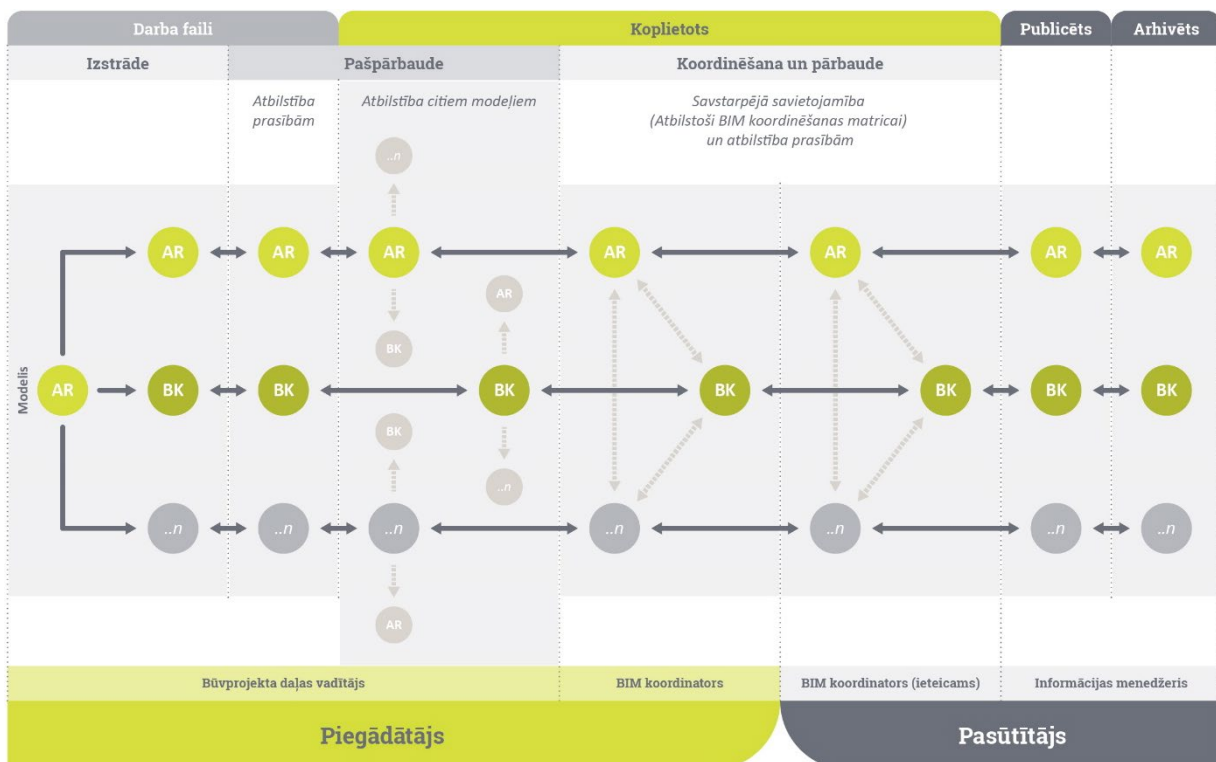 Darba faili
Koplietots
Publicēts
Arhivēts
Izstrāde
Pašpārbaude
Koordinēšana un pārbaude
Atbilstība
prasībām
Atbilstība citiem modeļiem
Savstarpējā savietojamība
(Atbilstoši BIM koordinēšanas matricai)
un atbilstība prasībām
..n
AR
AR
AR
AR
AR
AR
AR
AR
BK
Modelis
AR
BK
BK
BK
BK
BK
BK
BK
BK
..n
..n
..n
..n
..n
..n
..n
..n
AR
Būvprojekta daļas vadītājs
BIM koordinators
BIM koordinators (ieteicams)
Informācijas menedžeris
Piegādātājs
Pasūtītājs